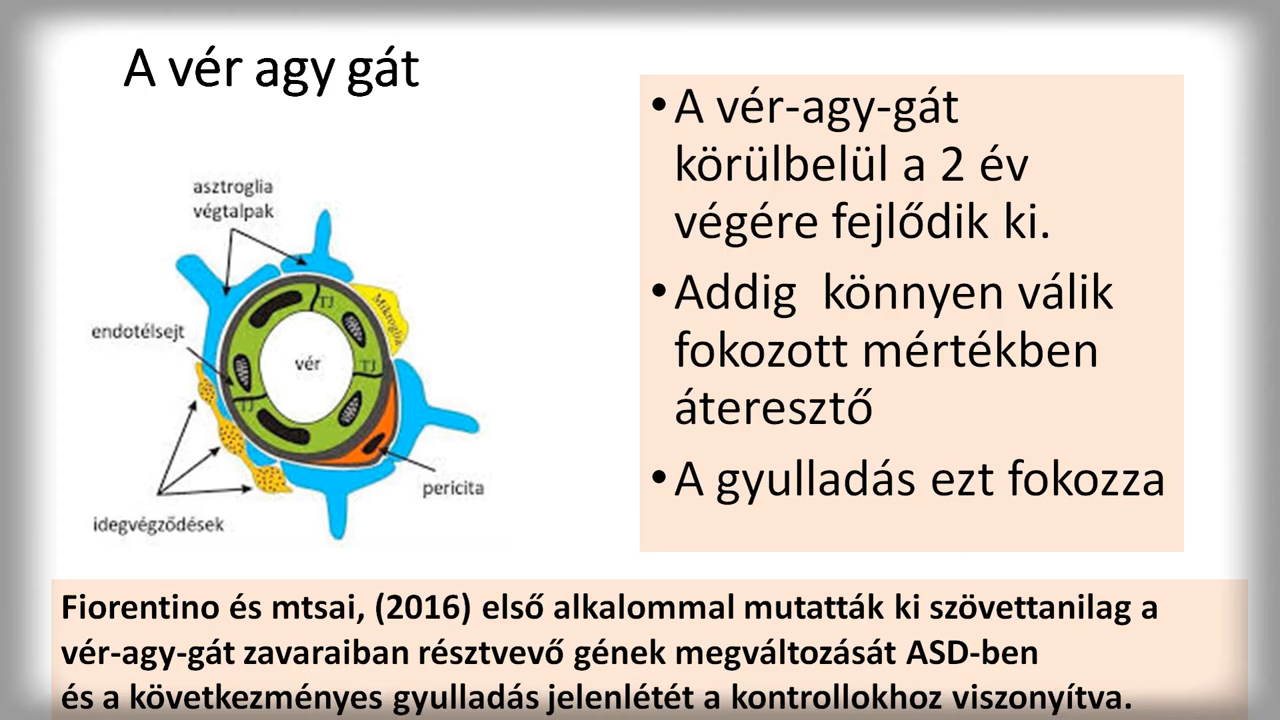 A vér agy gát
asztroglia
végtalpak
TJ
Mikroglia
endotélsejt
vér
TJ
TJ
pericita
idegvégződések
•A vér-agy-gát
körülbelül a 2 év
végére fejlődik ki.
•Addig könnyen válik
fokozott mértékben
áteresztő
•A gyulladás ezt fokozza
Fiorentino és mtsai, (2016) első alkalommal mutatták ki szövettanilag a
vér-agy-gát zavaraiban résztvevő gének megváltozását ASD-ben
és a következményes gyulladás jelenlétét a kontrollokhoz viszonyítva.